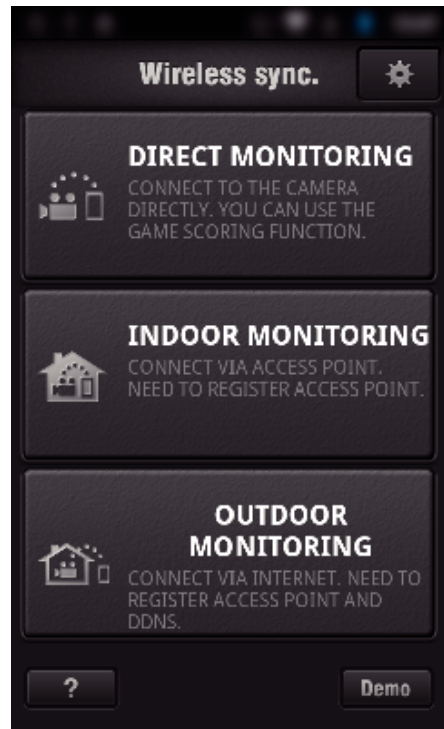 Wireless sync.
DIRECT MONITORING
CONNECT TO THE CAMERA
DIRECTLY. YOU CAN USE THE
GAME SCORING FUNCTION.
INDOOR MONITORING
CONNECT VIA ACCESS POINT.
NEED TO REGISTER ACCESS POINT.
OUTDOOR
MONITORING
CONNECT VIA INTERNET. NEED TO
REGISTER ACCESS POINT AND
DDNS.
?
Demo